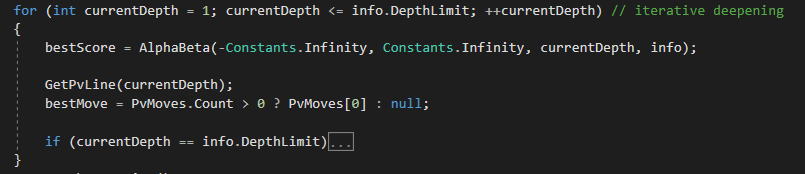 for (int currentDepth = 1; currentDepth <= info.DepthLimit; ++currentDepth) // iterative deepening
{
bestScore = AlphaBeta(-Constants.Infinity, Constants.Infinity, currentDepth, info);
GetPvLine(currentDepth);
bestMove = PvMoves.Count > 0 ? PvMoves[0] : null;
if (currentDepth == info.DepthLimit)...
}